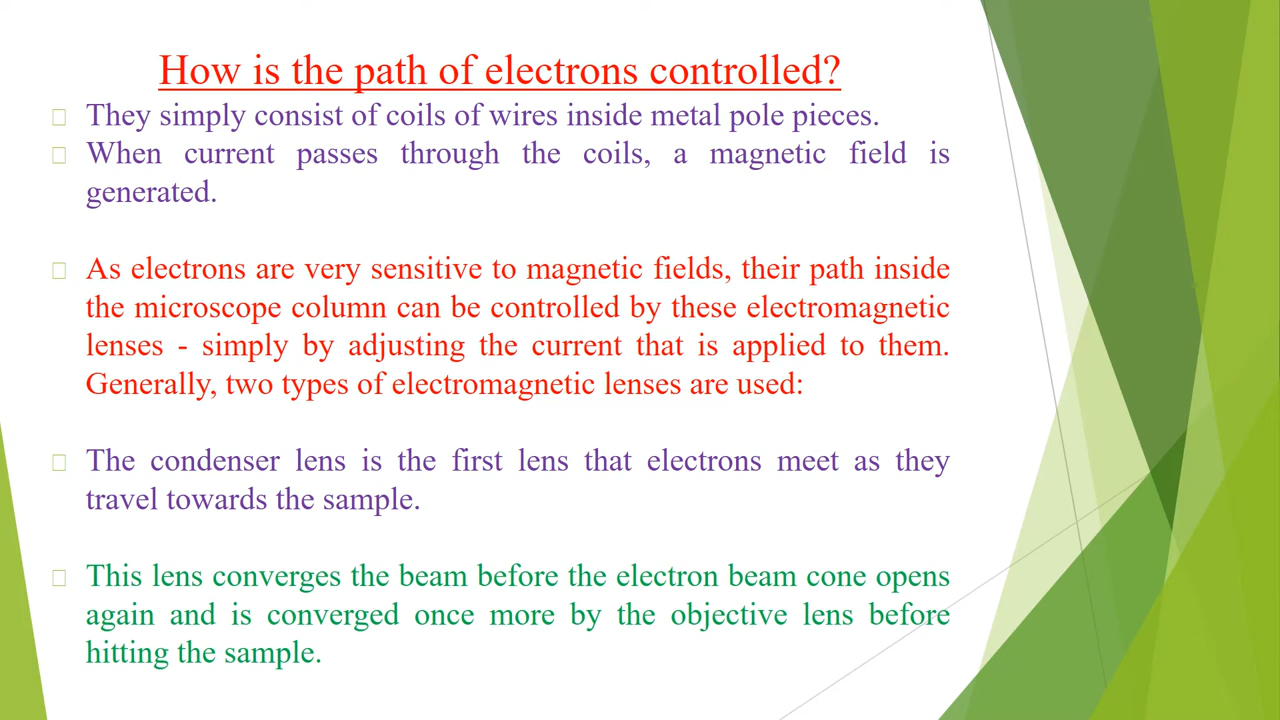 How is the path of electrons controlled?
They simply consist of coils of wires inside metal pole pieces.
When current passes through the coils, a magnetic field is
generated.
As electrons are very sensitive to magnetic fields, their path inside
the microscope column can be controlled by these electromagnetic
lenses - simply by adjusting the current that is applied to them.
Generally, two types of electromagnetic lenses are used:
The condenser lens is the first lens that electrons meet as they
travel towards the sample.
This lens converges the beam before the electron beam cone opens
again and is converged once more by the objective lens before
hitting the sample.